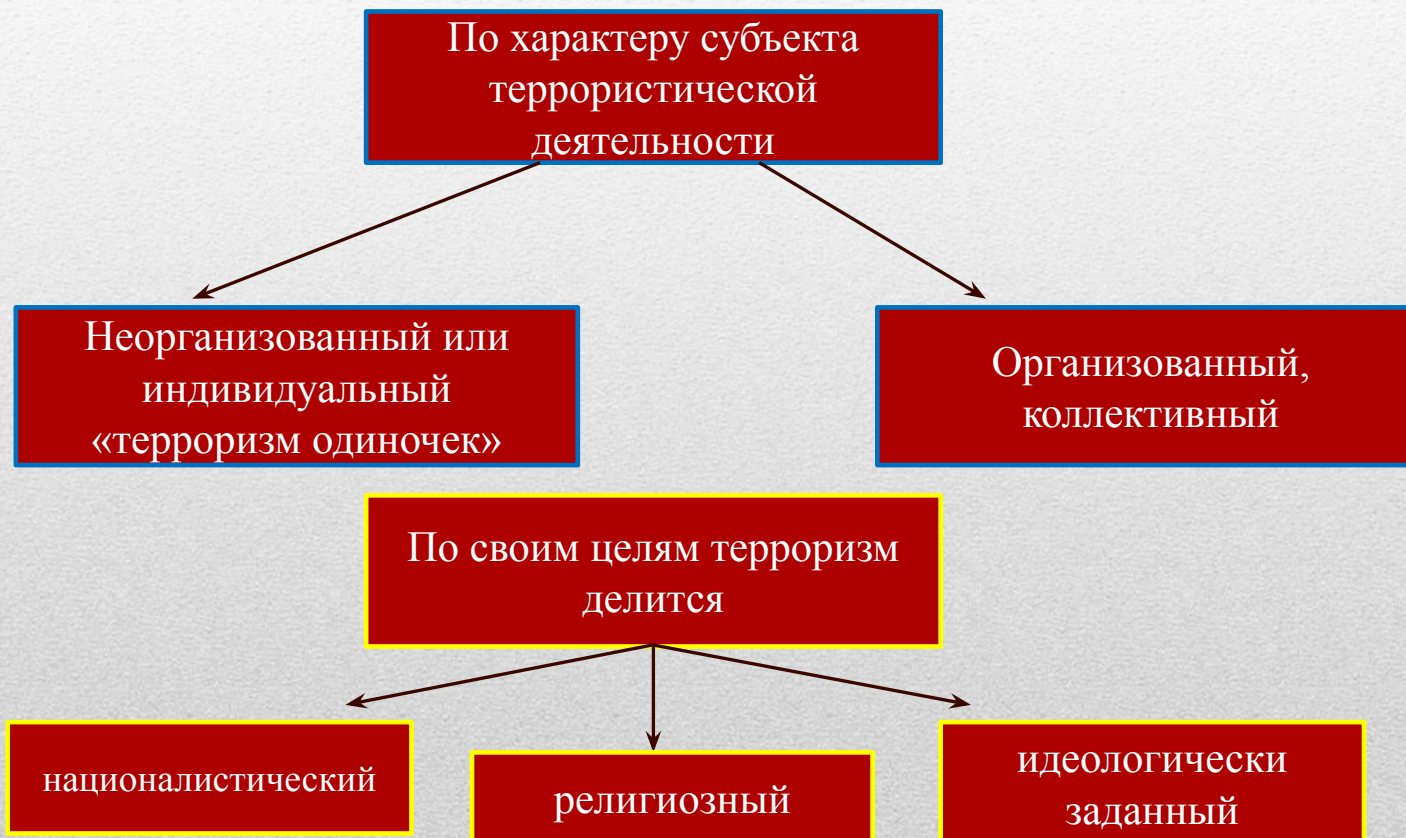 По характеру субъекта
террористической
деятельности
Неорганизованный или
индивидуальный
«терроризм одиночек»
Организованный,
коллективный
По своим целям терроризм
делится
националистический
религиозный
идеологически
заданный